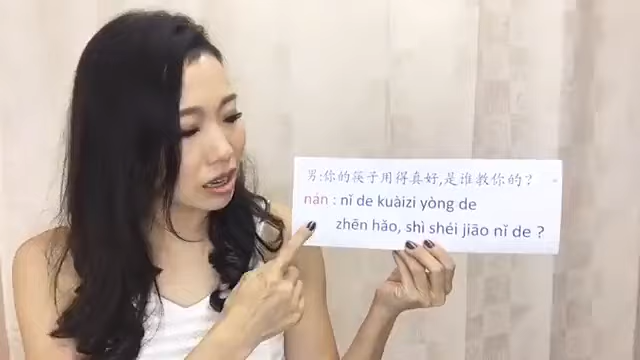 男:你的筷子用得真好,是谁教你的?
nán : nǐ de kuàizi yòng de
zhēn hǎo, shì shéi jiāo nǐ de ?